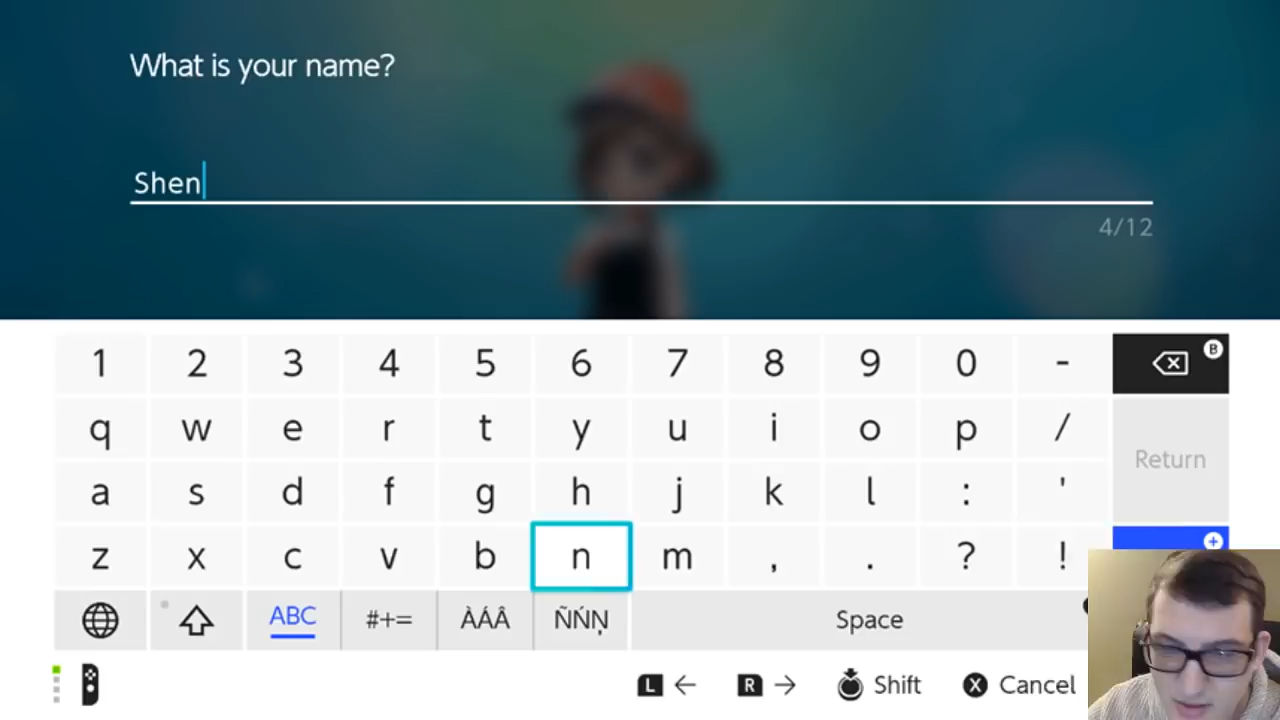 What is your name?
Shen
4/12
1 2 3 4 5 6 7 8 9 0 - B
q w e r t y u i o p / Return
a s d f g h j k l : '
z x c v b n m , . ? ! +
ABC #+= ÀÁÂ ÑŃŅ Space
L ← R → Shift X Cancel